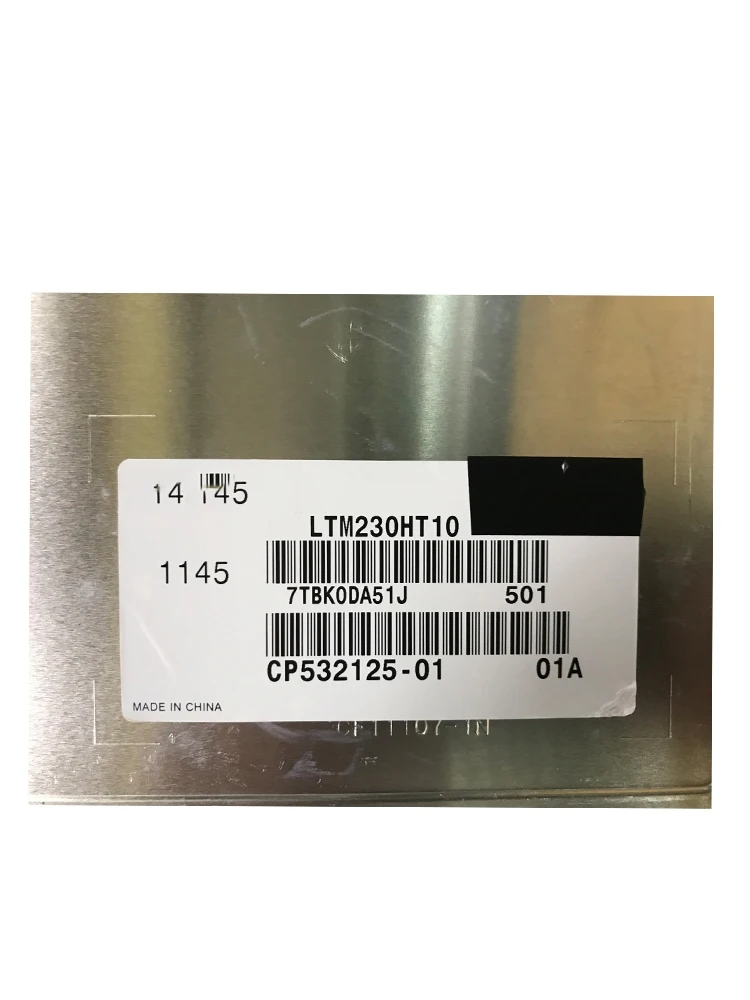 14 145
LTM230HT10
1145
7TBK0DA51J 501
CP532125-01 01A
MADE IN CHINA